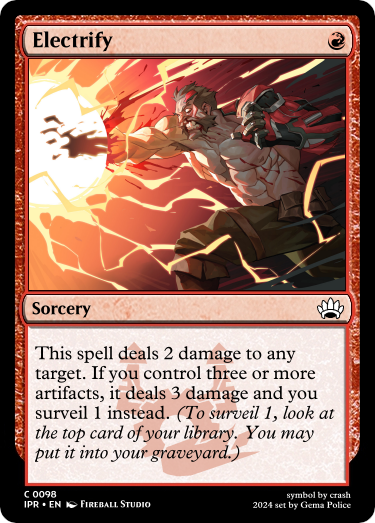 Electrify
Sorcery
This spell deals 2 damage to any
target. If you control three or more
artifacts, it deals 3 damage and you
surveil 1 instead. (To surveil 1, look at
the top card of your library. You may
put it into your graveyard.)
C 0098
IPR • EN Fireball Studio
symbol by crash
2024 set by Gema Police